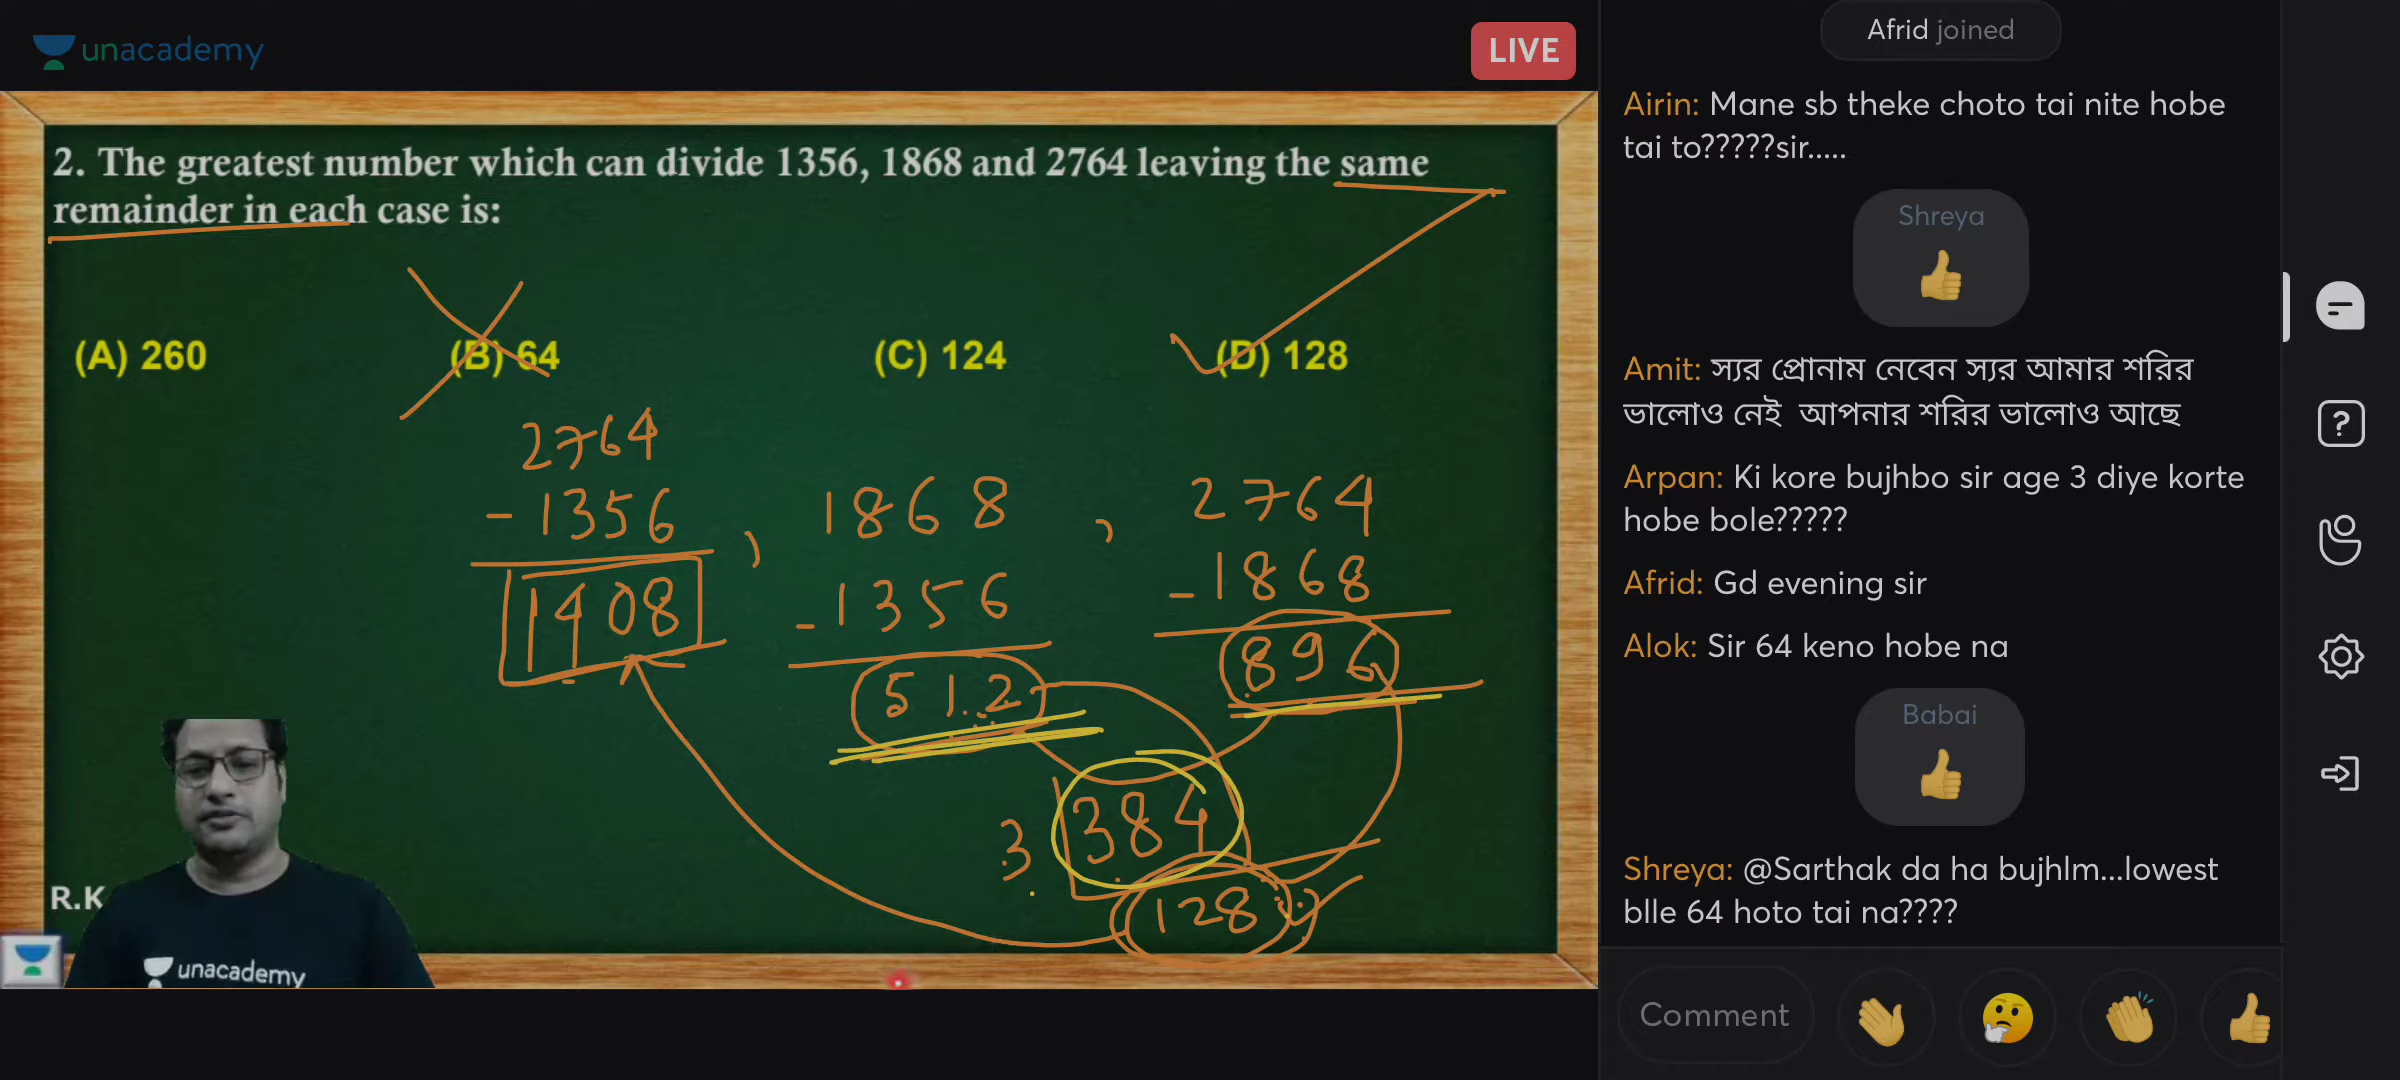 unacademy
LIVE
2. The greatest number which can divide 1356, 1868 and 2764 leaving the same
remainder in each case is:
(A) 260
(B) 64
(C) 124
(D) 128
2764
- 1356
1408
,
1868
- 1356
512
,
2764
- 1868
896
3 384
128
R.K
unacademy
Afrid joined
Airin: Mane sb theke choto tai nite hobe
tai to?????sir.....
Shreya
Amit: স্যর প্রোনাম নেবেন স্যর আমার শরির
ভালোও নেই আপনার শরির ভালোও আছে
Arpan: Ki kore bujhbo sir age 3 diye korte
hobe bole?????
Afrid: Gd evening sir
Alok: Sir 64 keno hobe na
Babai
Shreya: @Sarthak da ha bujhlm...lowest
blle 64 hoto tai na????
Comment